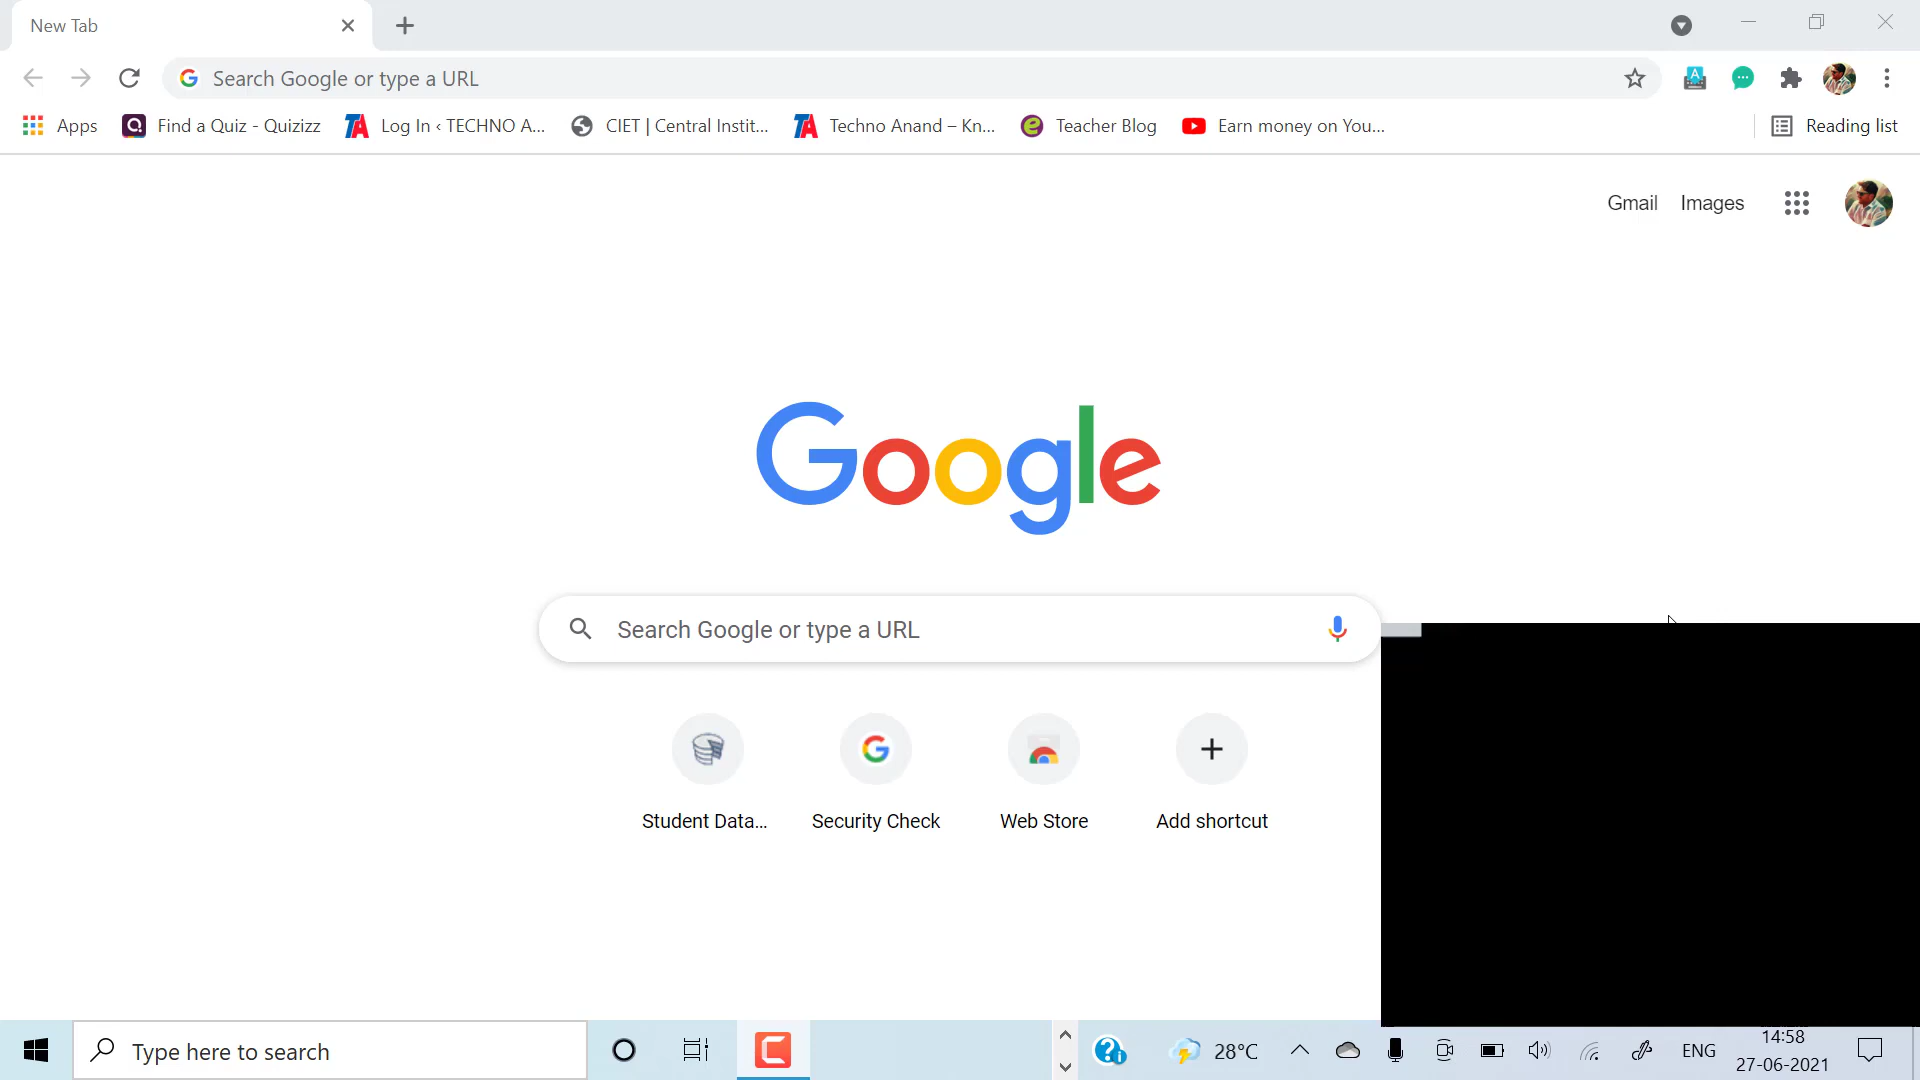 New Tab
Search Google or type a URL
Apps
Find a Quiz - Quizizz
Log In ‹ TECHNO A...
CIET | Central Instit...
Techno Anand – Kn...
Teacher Blog
Earn money on You...
Reading list
Gmail
Images
Google
Search Google or type a URL
Student Data...
Security Check
Web Store
Add shortcut
Type here to search
28°C
ENG
14:58
27-06-2021